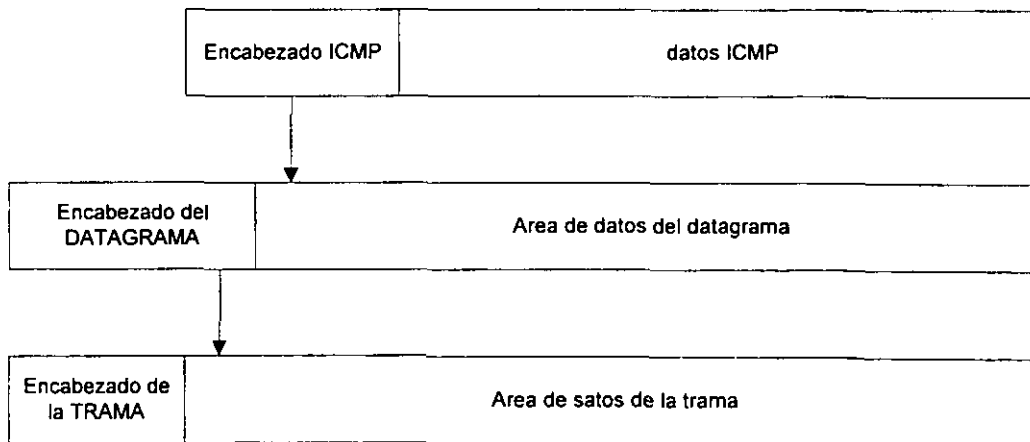 Encabezado ICMP
datos ICMP
Encabezado del
DATAGRAMA
Area de datos del datagrama
Encabezado de
la TRAMA
Area de satos de la trama